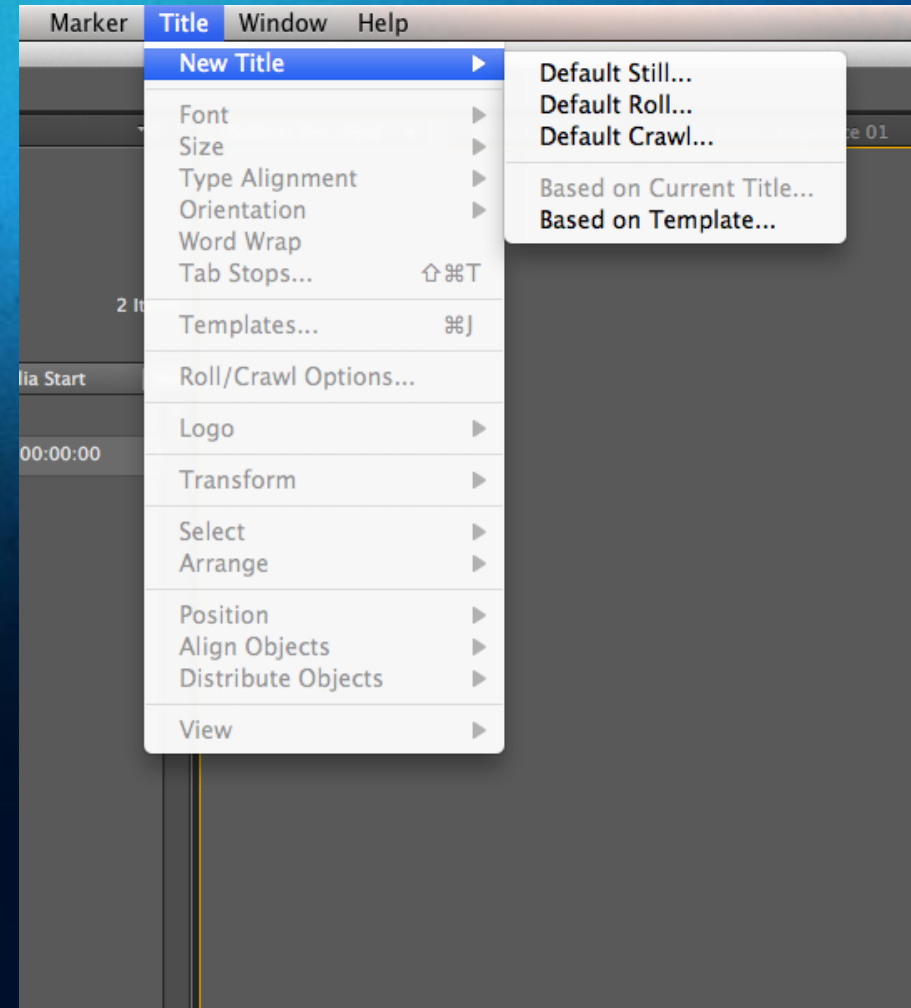 Marker Title Window Help
New Title
Default Still...
Default Roll...
Default Crawl...
Based on Current Title...
Based on Template...
Font
Size
Type Alignment
Orientation
Word Wrap
Tab Stops... ⇧⌘T
Templates... ⌘J
Roll/Crawl Options...
Logo
Transform
Select
Arrange
Position
Align Objects
Distribute Objects
View
01
2
Start
00:00:00